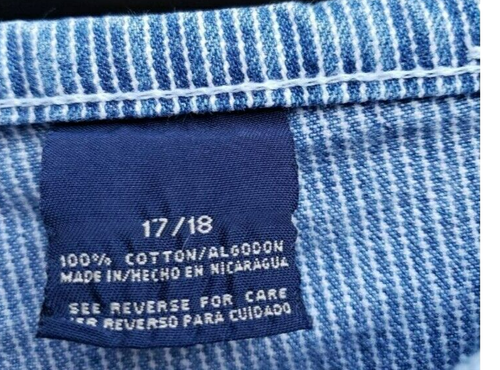 17/18
100% COTTON/ALGODON
MADE IN/HECHO EN NICARAGUA
SEE REVERSE FOR CARE
VER REVERSO PARA CUIDADO